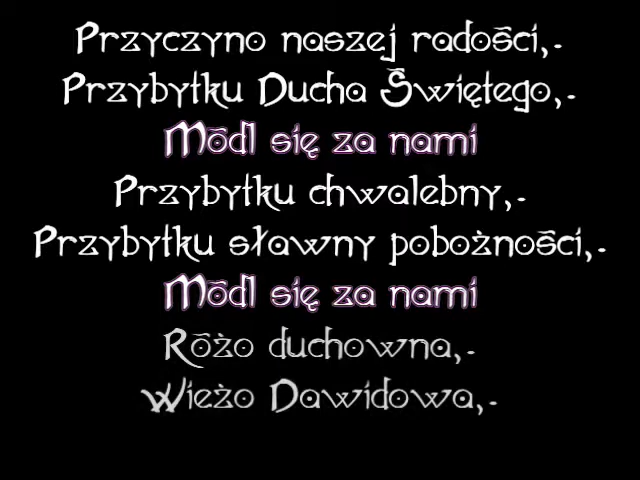 Przyczyno naszej radości,-
Przybytku Ducha Świętego,-
Módl się za nami
Przybytku chwalebny,-
Przybytku sławny pobożności,-
Módl się za nami
Różo duchowna,-
Wieżo Dawidowa,-